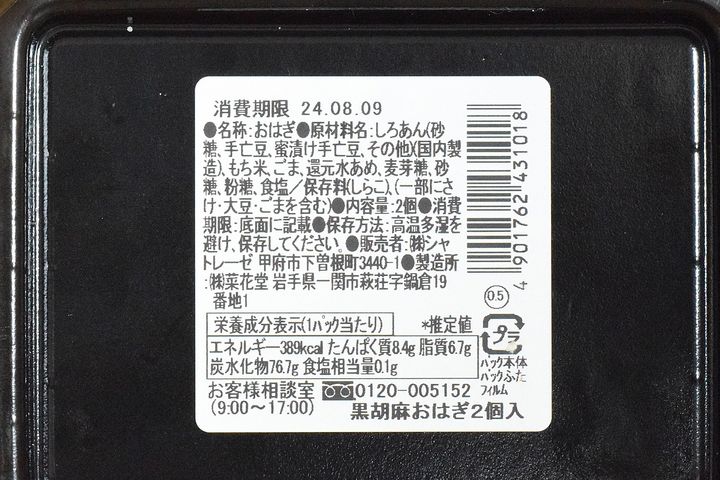 消費期限 24.08.09
●名称:おはぎ●原材料名:しろあん(砂
糖、手亡豆、蜜漬け手亡豆、その他)(国内製
造)、もち米、ごま、還元水あめ、麦芽糖、砂
糖、粉糖、食塩／保存料(しらこ)、(一部にさ
け・大豆・ごまを含む)●内容量:2個●消費
期限:底面に記載●保存方法:高温多湿を
避け、保存してください。●販売者:㈱シャ
トレーゼ 甲府市下曽根町3440-1●製造所
:㈱菜花堂 岩手県一関市萩荘字鍋倉19
番地1
4 901762 431018
0.5
栄養成分表示(1パック当たり) *推定値
エネルギー389kcal たんぱく質8.4g 脂質6.7g
炭水化物76.7g 食塩相当量0.1g
プラ
パック本体
パックふた
フィルム
お客様相談室 0120-005152
(9:00～17:00) 黒胡麻おはぎ2個入